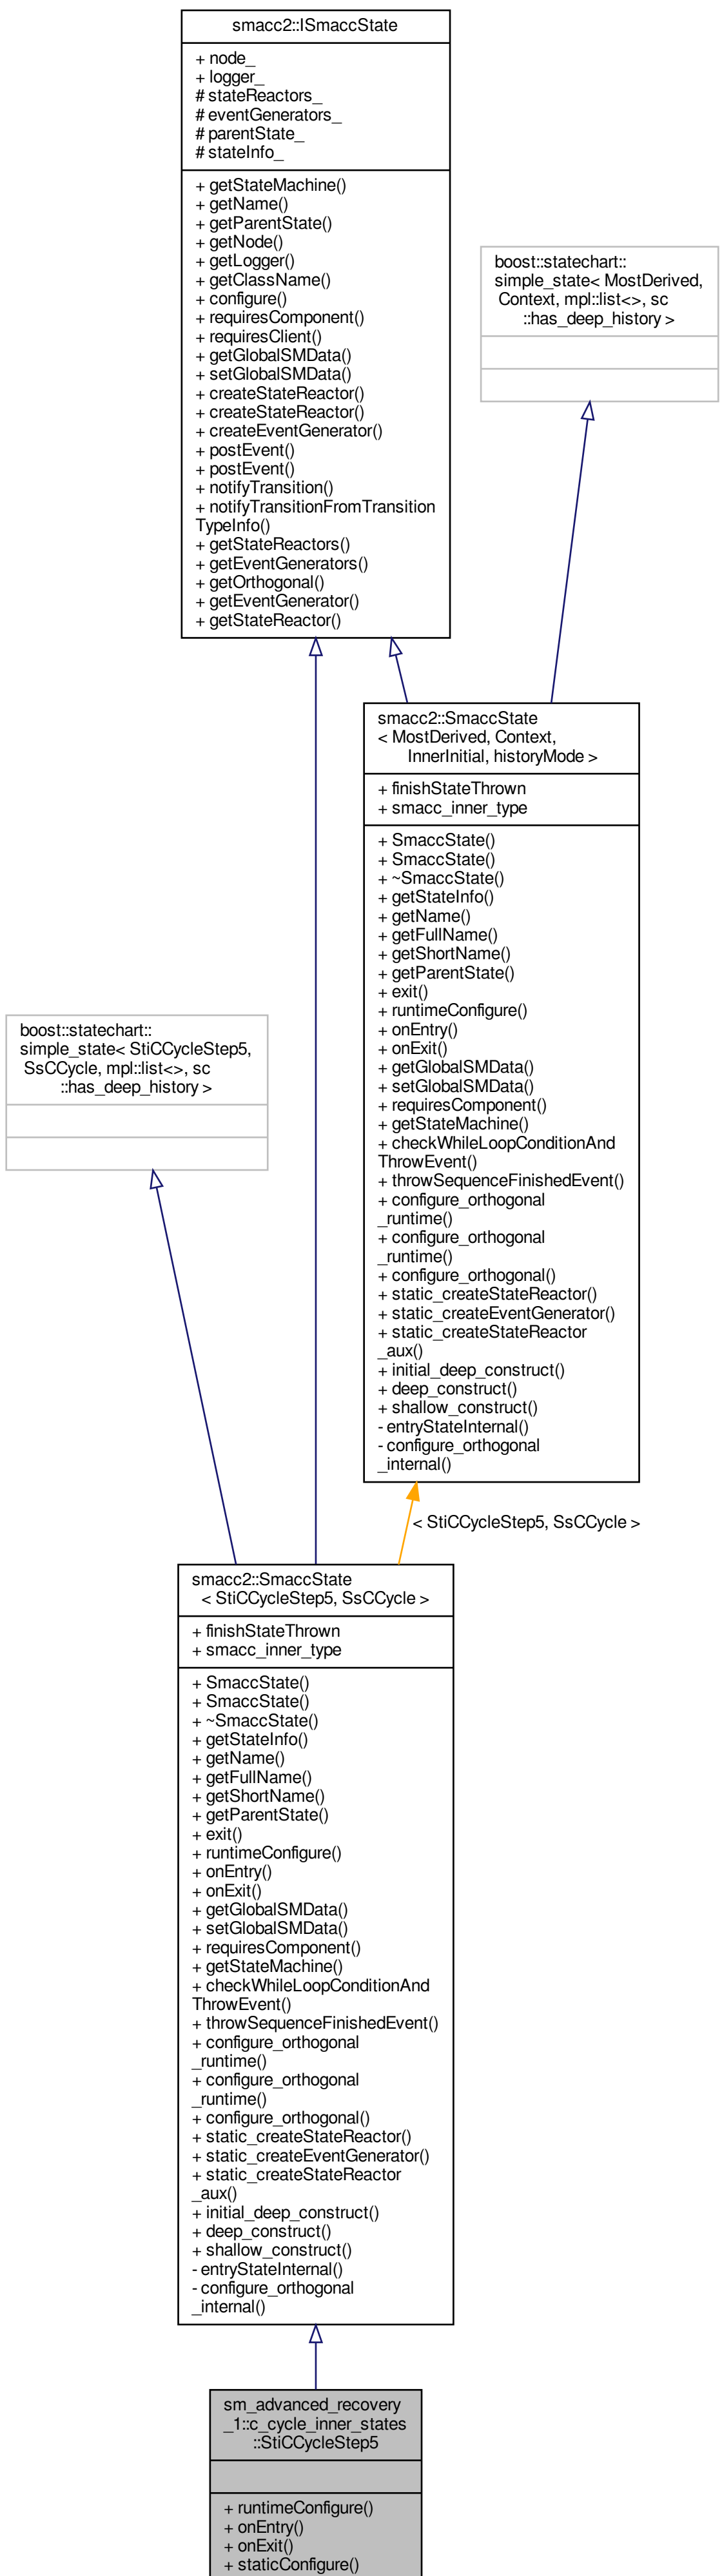 smacc2::ISmaccState
+ node_
+ logger_
# stateReactors_
# eventGenerators_
# parentState_
# stateInfo_
+ getStateMachine()
+ getName()
+ getParentState()
+ getNode()
+ getLogger()
+ getClassName()
+ configure()
+ requiresComponent()
+ requiresClient()
+ getGlobalSMData()
+ setGlobalSMData()
+ createStateReactor()
+ createStateReactor()
+ createEventGenerator()
+ postEvent()
+ postEvent()
+ notifyTransition()
+ notifyTransitionFromTransition
TypeInfo()
+ getStateReactors()
+ getEventGenerators()
+ getOrthogonal()
+ getEventGenerator()
+ getStateReactor()
boost::statechart::
simple_state< MostDerived,
Context, mpl::list<>, sc
::has_deep_history >
smacc2::SmaccState
< MostDerived, Context,
InnerInitial, historyMode >
+ finishStateThrown
+ smacc_inner_type
+ SmaccState()
+ SmaccState()
+ ~SmaccState()
+ getStateInfo()
+ getName()
+ getFullName()
+ getShortName()
+ getParentState()
+ exit()
+ runtimeConfigure()
+ onEntry()
+ onExit()
+ getGlobalSMData()
+ setGlobalSMData()
+ requiresComponent()
+ getStateMachine()
+ checkWhileLoopConditionAnd
ThrowEvent()
+ throwSequenceFinishedEvent()
+ configure_orthogonal
_runtime()
+ configure_orthogonal
_runtime()
+ configure_orthogonal()
+ static_createStateReactor()
+ static_createEventGenerator()
+ static_createStateReactor
_aux()
+ initial_deep_construct()
+ deep_construct()
+ shallow_construct()
- entryStateInternal()
- configure_orthogonal
_internal()
boost::statechart::
simple_state< StiCCycleStep5,
SsCCycle, mpl::list<>, sc
::has_deep_history >
< StiCCycleStep5, SsCCycle >
smacc2::SmaccState
< StiCCycleStep5, SsCCycle >
+ finishStateThrown
+ smacc_inner_type
+ SmaccState()
+ SmaccState()
+ ~SmaccState()
+ getStateInfo()
+ getName()
+ getFullName()
+ getShortName()
+ getParentState()
+ exit()
+ runtimeConfigure()
+ onEntry()
+ onExit()
+ getGlobalSMData()
+ setGlobalSMData()
+ requiresComponent()
+ getStateMachine()
+ checkWhileLoopConditionAnd
ThrowEvent()
+ throwSequenceFinishedEvent()
+ configure_orthogonal
_runtime()
+ configure_orthogonal
_runtime()
+ configure_orthogonal()
+ static_createStateReactor()
+ static_createEventGenerator()
+ static_createStateReactor
_aux()
+ initial_deep_construct()
+ deep_construct()
+ shallow_construct()
- entryStateInternal()
- configure_orthogonal
_internal()
sm_advanced_recovery
_1::c_cycle_inner_states
::StiCCycleStep5
+ runtimeConfigure()
+ onEntry()
+ onExit()
+ staticConfigure()